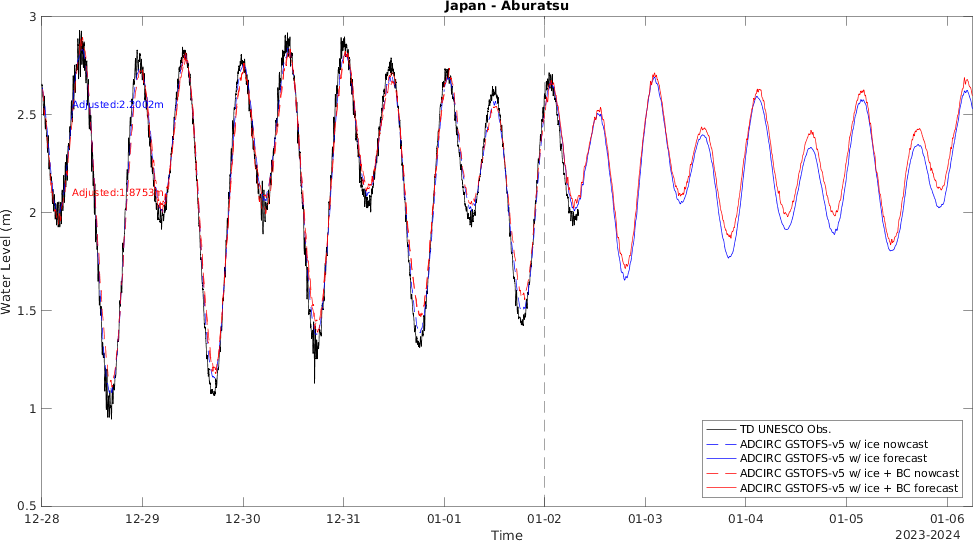 Japan - Aburatsu
3
2.5
2
1.5
1
0.5
Water Level (m)
Adjusted:2.2002m
Adjusted:1.8753m
TD UNESCO Obs.
ADCIRC GSTOFS-v5 w/ ice nowcast
ADCIRC GSTOFS-v5 w/ ice forecast
ADCIRC GSTOFS-v5 w/ ice + BC nowcast
ADCIRC GSTOFS-v5 w/ ice + BC forecast
12-28 12-29 12-30 12-31 01-01 01-02 01-03 01-04 01-05 01-06
Time
2023-2024